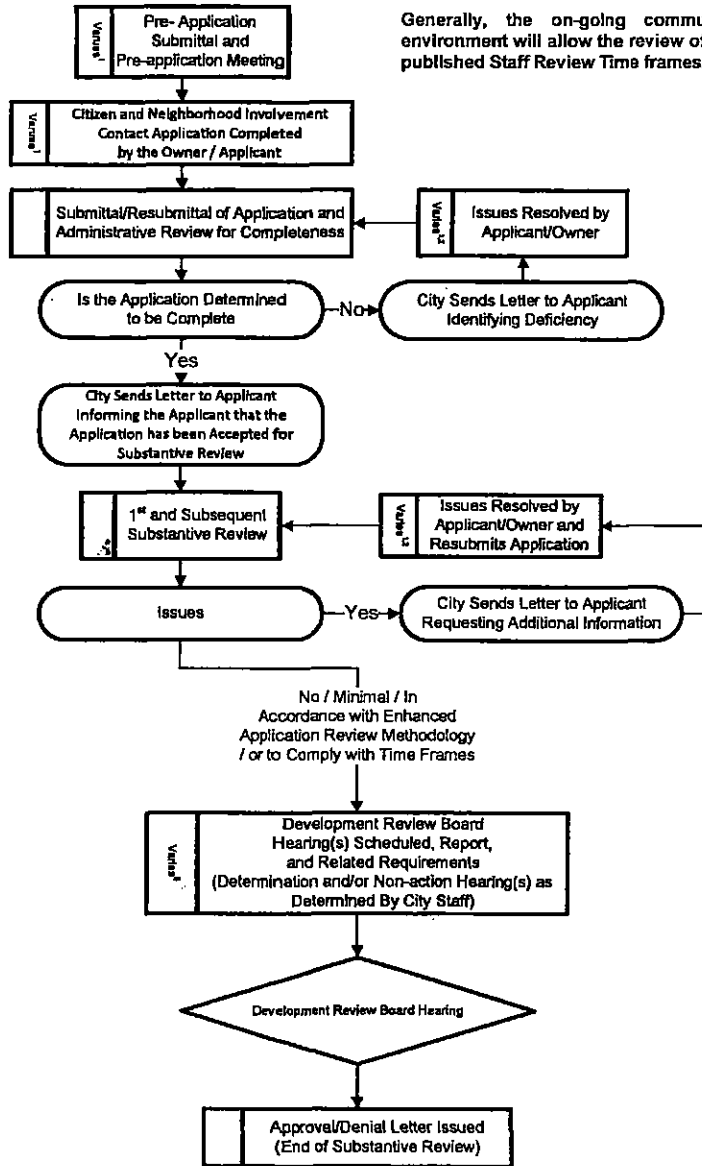 Pre- Application
Submittal and
Pre-application Meeting
Varies¹
Generally, the on-going commu
environment will allow the review of
published Staff Review Time frames
Citizen and Neighborhood Involvement
Contact Application Completed
by the Owner / Applicant
Varies¹
Submittal/Resubmittal of Application and
Administrative Review for Completeness
Issues Resolved by
Applicant/Owner
Varies
Is the Application Determined
to be Complete
No
City Sends Letter to Applicant
Identifying Deficiency
Yes
City Sends Letter to Applicant
Informing the Applicant that the
Application has been Accepted for
Substantive Review
1st and Subsequent
Substantive Review
Issues Resolved by
Applicant/Owner and
Resubmits Application
Varies
Issues
Yes
City Sends Letter to Applicant
Requesting Additional Information
No / Minimal / In
Accordance with Enhanced
Application Review Methodology
/ or to Comply with Time Frames
Development Review Board
Hearing(s) Scheduled, Report,
and Related Requirements
(Determination and/or Non-action Hearing(s) as
Determined By City Staff)
Varies
Development Review Board Hearing
Approval/Denial Letter Issued
(End of Substantive Review)